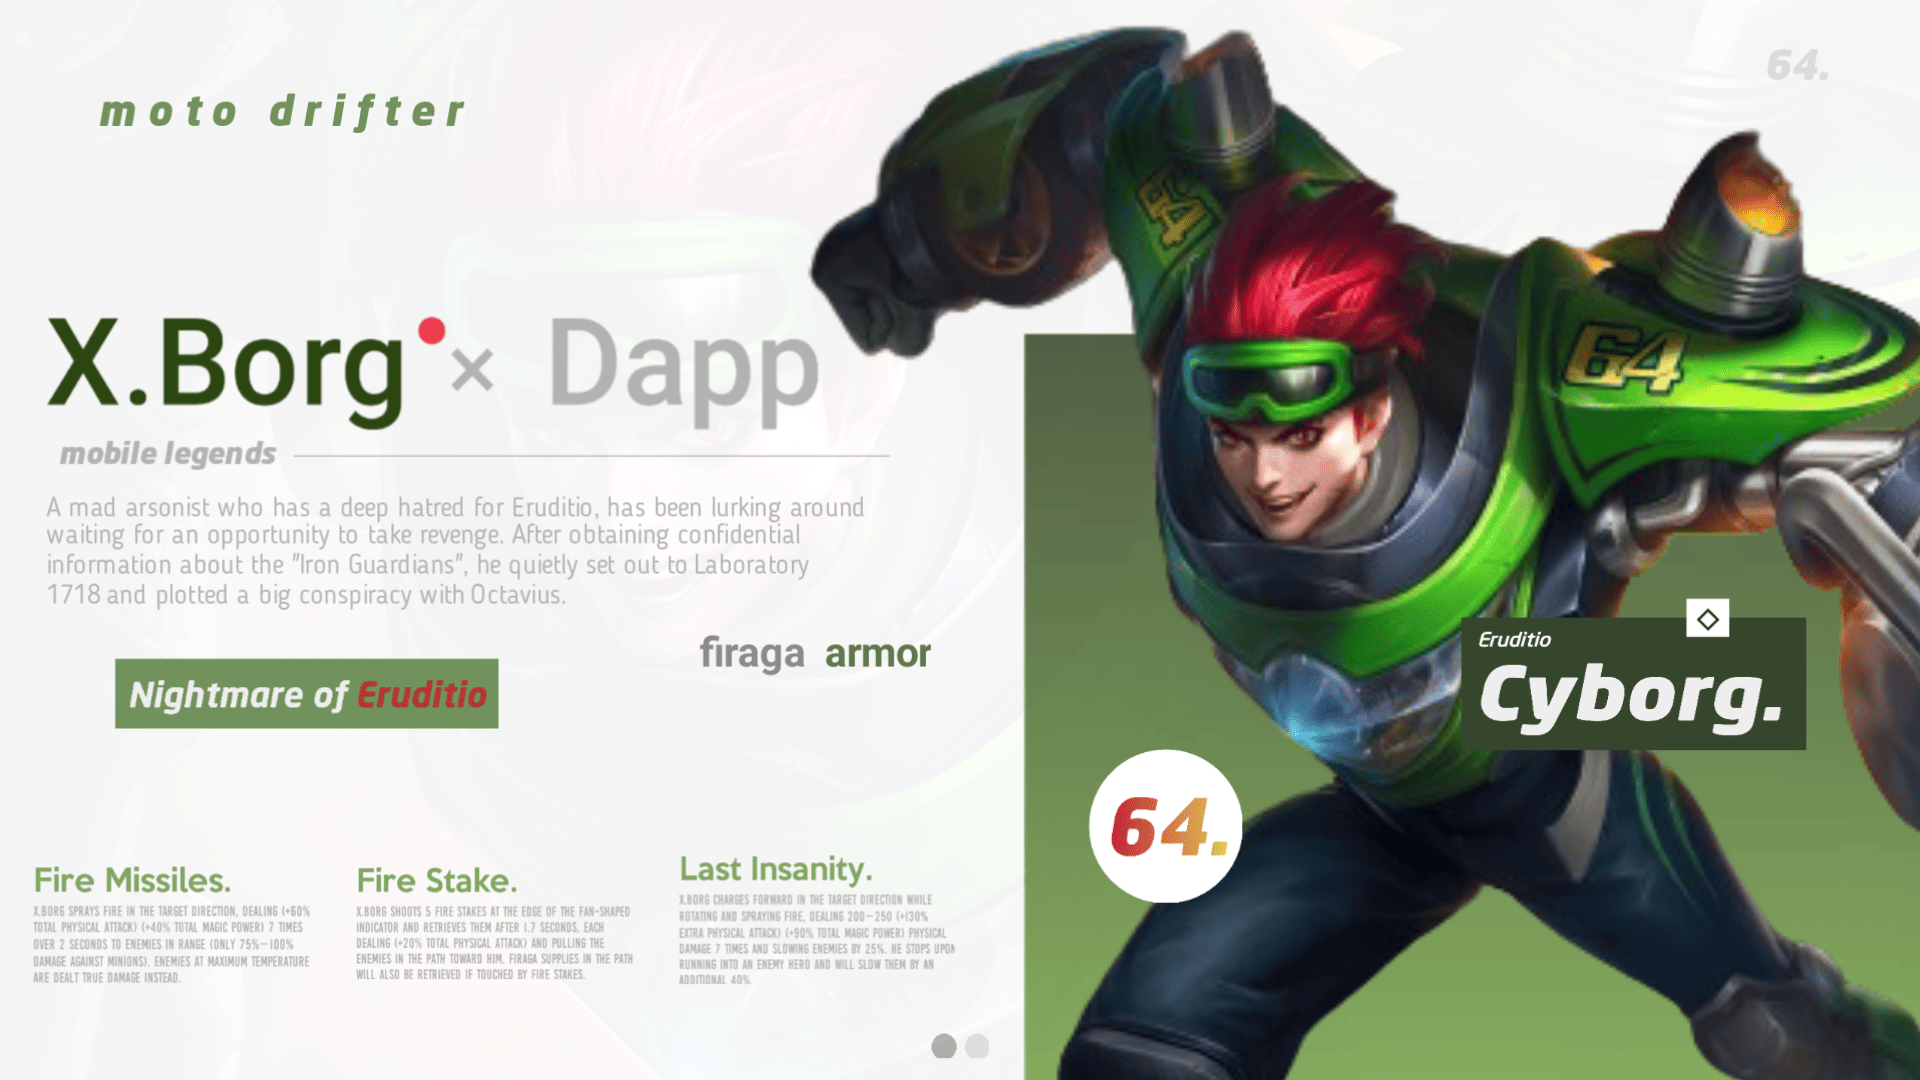 moto drifter
64.
64
64
X.Borg × Dapp
mobile legends
A mad arsonist who has a deep hatred for Eruditio, has been lurking around
waiting for an opportunity to take revenge. After obtaining confidential
information about the "Iron Guardians", he quietly set out to Laboratory
1718 and plotted a big conspiracy with Octavius.
firaga armor
Nightmare of Eruditio
Eruditio
Cyborg.
64.
Fire Missiles.
X.BORG SPRAYS FIRE IN THE TARGET DIRECTION, DEALING (+60%
TOTAL PHYSICAL ATTACK) (+40% TOTAL MAGIC POWER) 7 TIMES
OVER 2 SECONDS TO ENEMIES IN RANGE (ONLY 75%-100%
DAMAGE AGAINST MINIONS). ENEMIES AT MAXIMUM TEMPERATURE
ARE DEALT TRUE DAMAGE INSTEAD.
Fire Stake.
X.BORG SHOOTS 5 FIRE STAKES AT THE EDGE OF THE FAN-SHAPED
INDICATOR AND RETRIEVES THEM AFTER 1.7 SECONDS, EACH
DEALING (+20% TOTAL PHYSICAL ATTACK) AND PULLING THE
ENEMIES IN THE PATH TOWARD HIM. FIRAGA SUPPLIES IN THE PATH
WILL ALSO BE RETRIEVED IF TOUCHED BY FIRE STAKES.
Last Insanity.
X.BORG CHARGES FORWARD IN THE TARGET DIRECTION WHILE
ROTATING AND SPRAYING FIRE, DEALING 200-250 (+130%
EXTRA PHYSICAL ATTACK) (+90% TOTAL MAGIC POWER) PHYSICAL
DAMAGE 7 TIMES AND SLOWING ENEMIES BY 25%. HE STOPS UPON
RUNNING INTO AN ENEMY HERO AND WILL SLOW THEM BY AN
ADDITIONAL 40%.